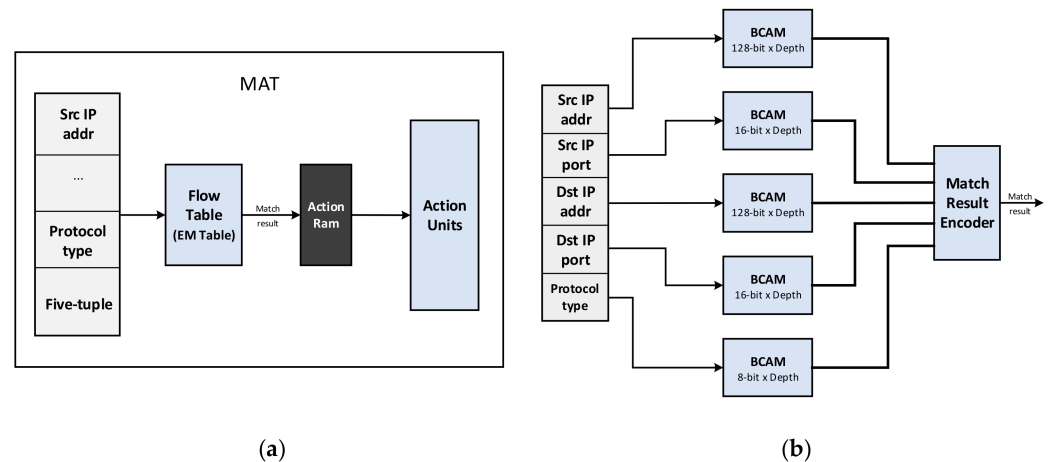 MAT
Src IP
addr
...
Protocol
type
Five-tuple
Flow
Table
(EM Table)
Match
result
Action
Ram
Action
Units
(a)
Src IP
addr
Src IP
port
Dst IP
addr
Dst IP
port
Protocol
type
BCAM
128-bit x Depth
BCAM
16-bit x Depth
BCAM
128-bit x Depth
BCAM
16-bit x Depth
BCAM
8-bit x Depth
Match
Result
Encoder
Match
result
(b)